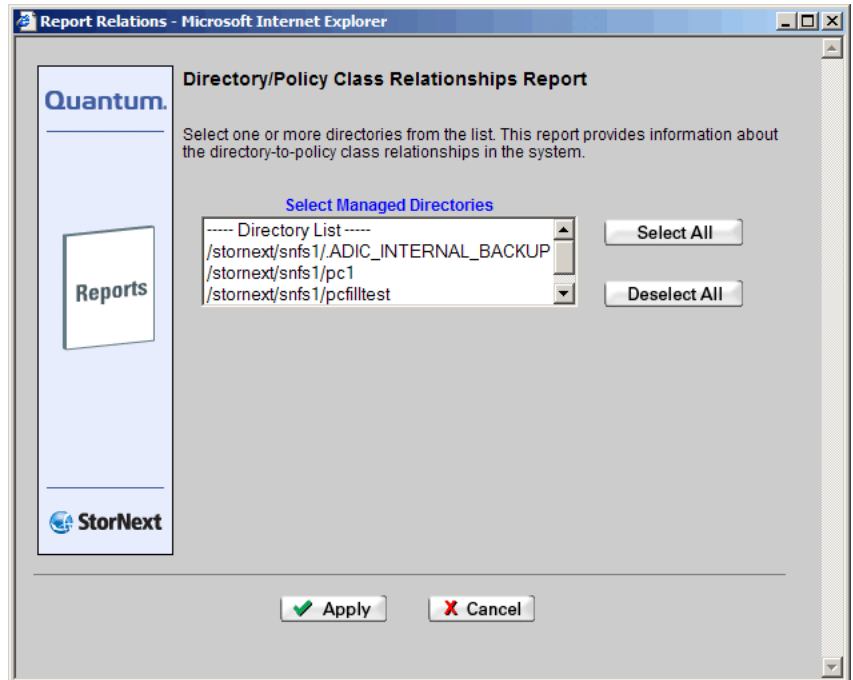 Report Relations - Microsoft Internet Explorer
Quantum.
Directory/Policy Class Relationships Report
Select one or more directories from the list. This report provides information about
the directory-to-policy class relationships in the system.
Select Managed Directories
----- Directory List -----
/stornext/snfs1/.ADIC_INTERNAL_BACKUP
/stornext/snfs1/pc1
/stornext/snfs1/pcfilltest
Select All
Deselect All
Reports
StorNext
Apply
Cancel